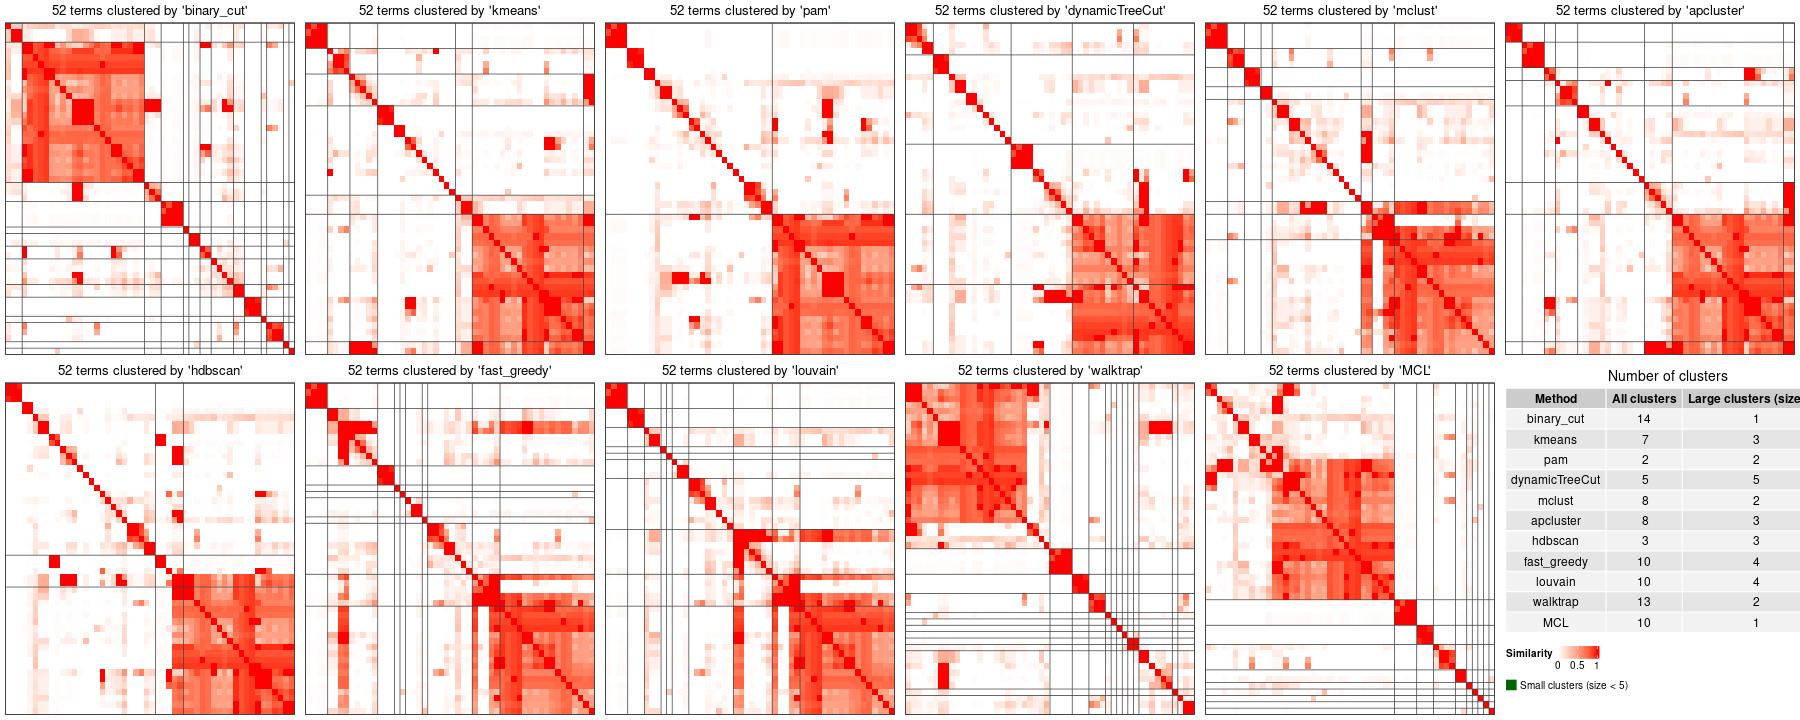 52 terms clustered by 'binary_cut'
52 terms clustered by 'kmeans'
52 terms clustered by 'pam'
52 terms clustered by 'dynamicTreeCut'
52 terms clustered by 'mclust'
52 terms clustered by 'apcluster'
52 terms clustered by 'hdbscan'
52 terms clustered by 'fast_greedy'
52 terms clustered by 'louvain'
52 terms clustered by 'walktrap'
52 terms clustered by 'MCL'
Number of clusters
Method All clusters Large clusters (size
binary_cut 14 1
kmeans 7 3
pam 2 2
dynamicTreeCut 5 5
mclust 8 2
apcluster 8 3
hdbscan 3 3
fast_greedy 10 4
louvain 10 4
walktrap 13 2
MCL 10 1
Similarity
0 0.5 1
Small clusters (size < 5)